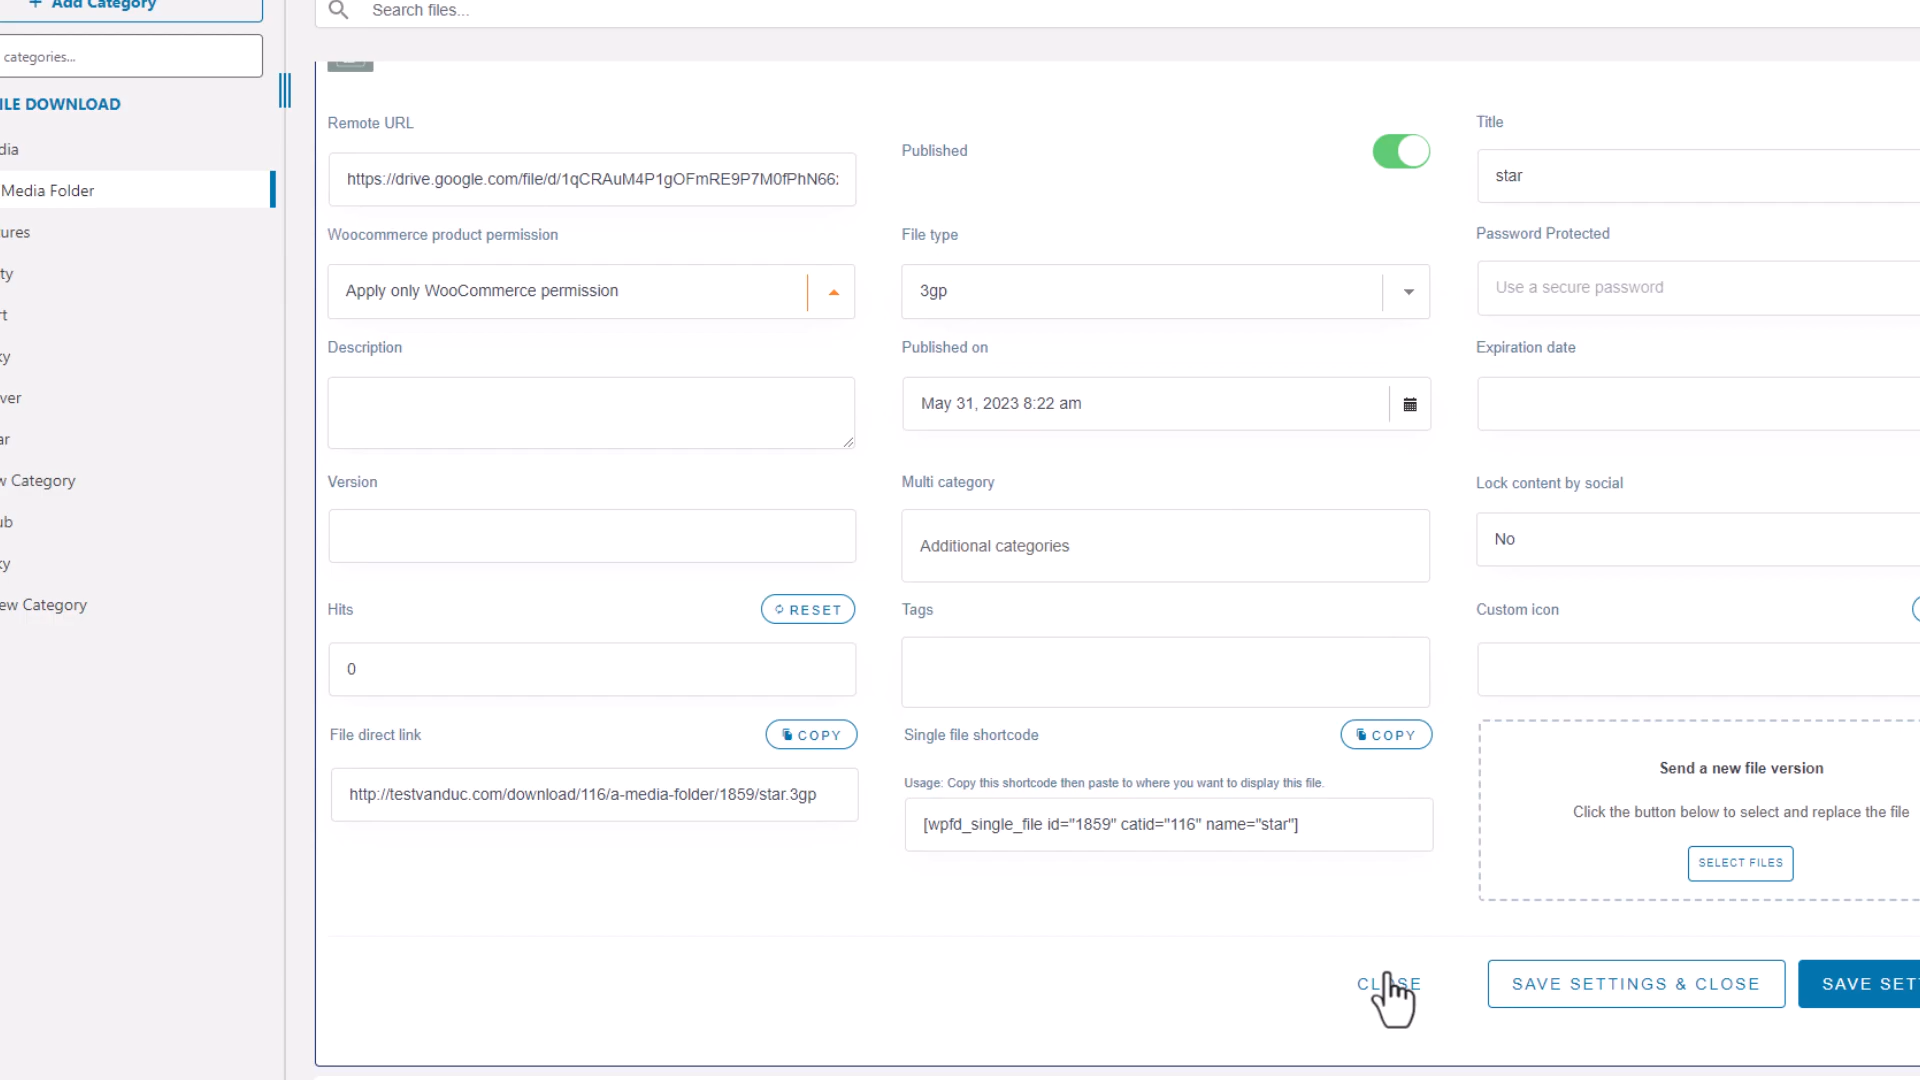 + Add Category
Search files...
categories...
ILE DOWNLOAD
dia
Media Folder
ures
ty
rt
ky
ver
ar
w Category
ub
ky
ew Category
Remote URL
Published
Title
https://drive.google.com/file/d/1qCRAuM4P1gOFmRE9P7M0fPhN66:
star
Woocommerce product permission
File type
Password Protected
Apply only WooCommerce permission
3gp
Use a secure password
Description
Published on
Expiration date
May 31, 2023 8:22 am
Version
Multi category
Lock content by social
Additional categories
No
Hits
RESET
Tags
Custom icon
0
File direct link
COPY
Single file shortcode
COPY
Usage: Copy this shortcode then paste to where you want to display this file.
http://testvanduc.com/download/116/a-media-folder/1859/star.3gp
[wpfd_single_file id="1859" catid="116" name="star"]
Send a new file version
Click the button below to select and replace the file
SELECT FILES
CLOSE
SAVE SETTINGS & CLOSE
SAVE SET